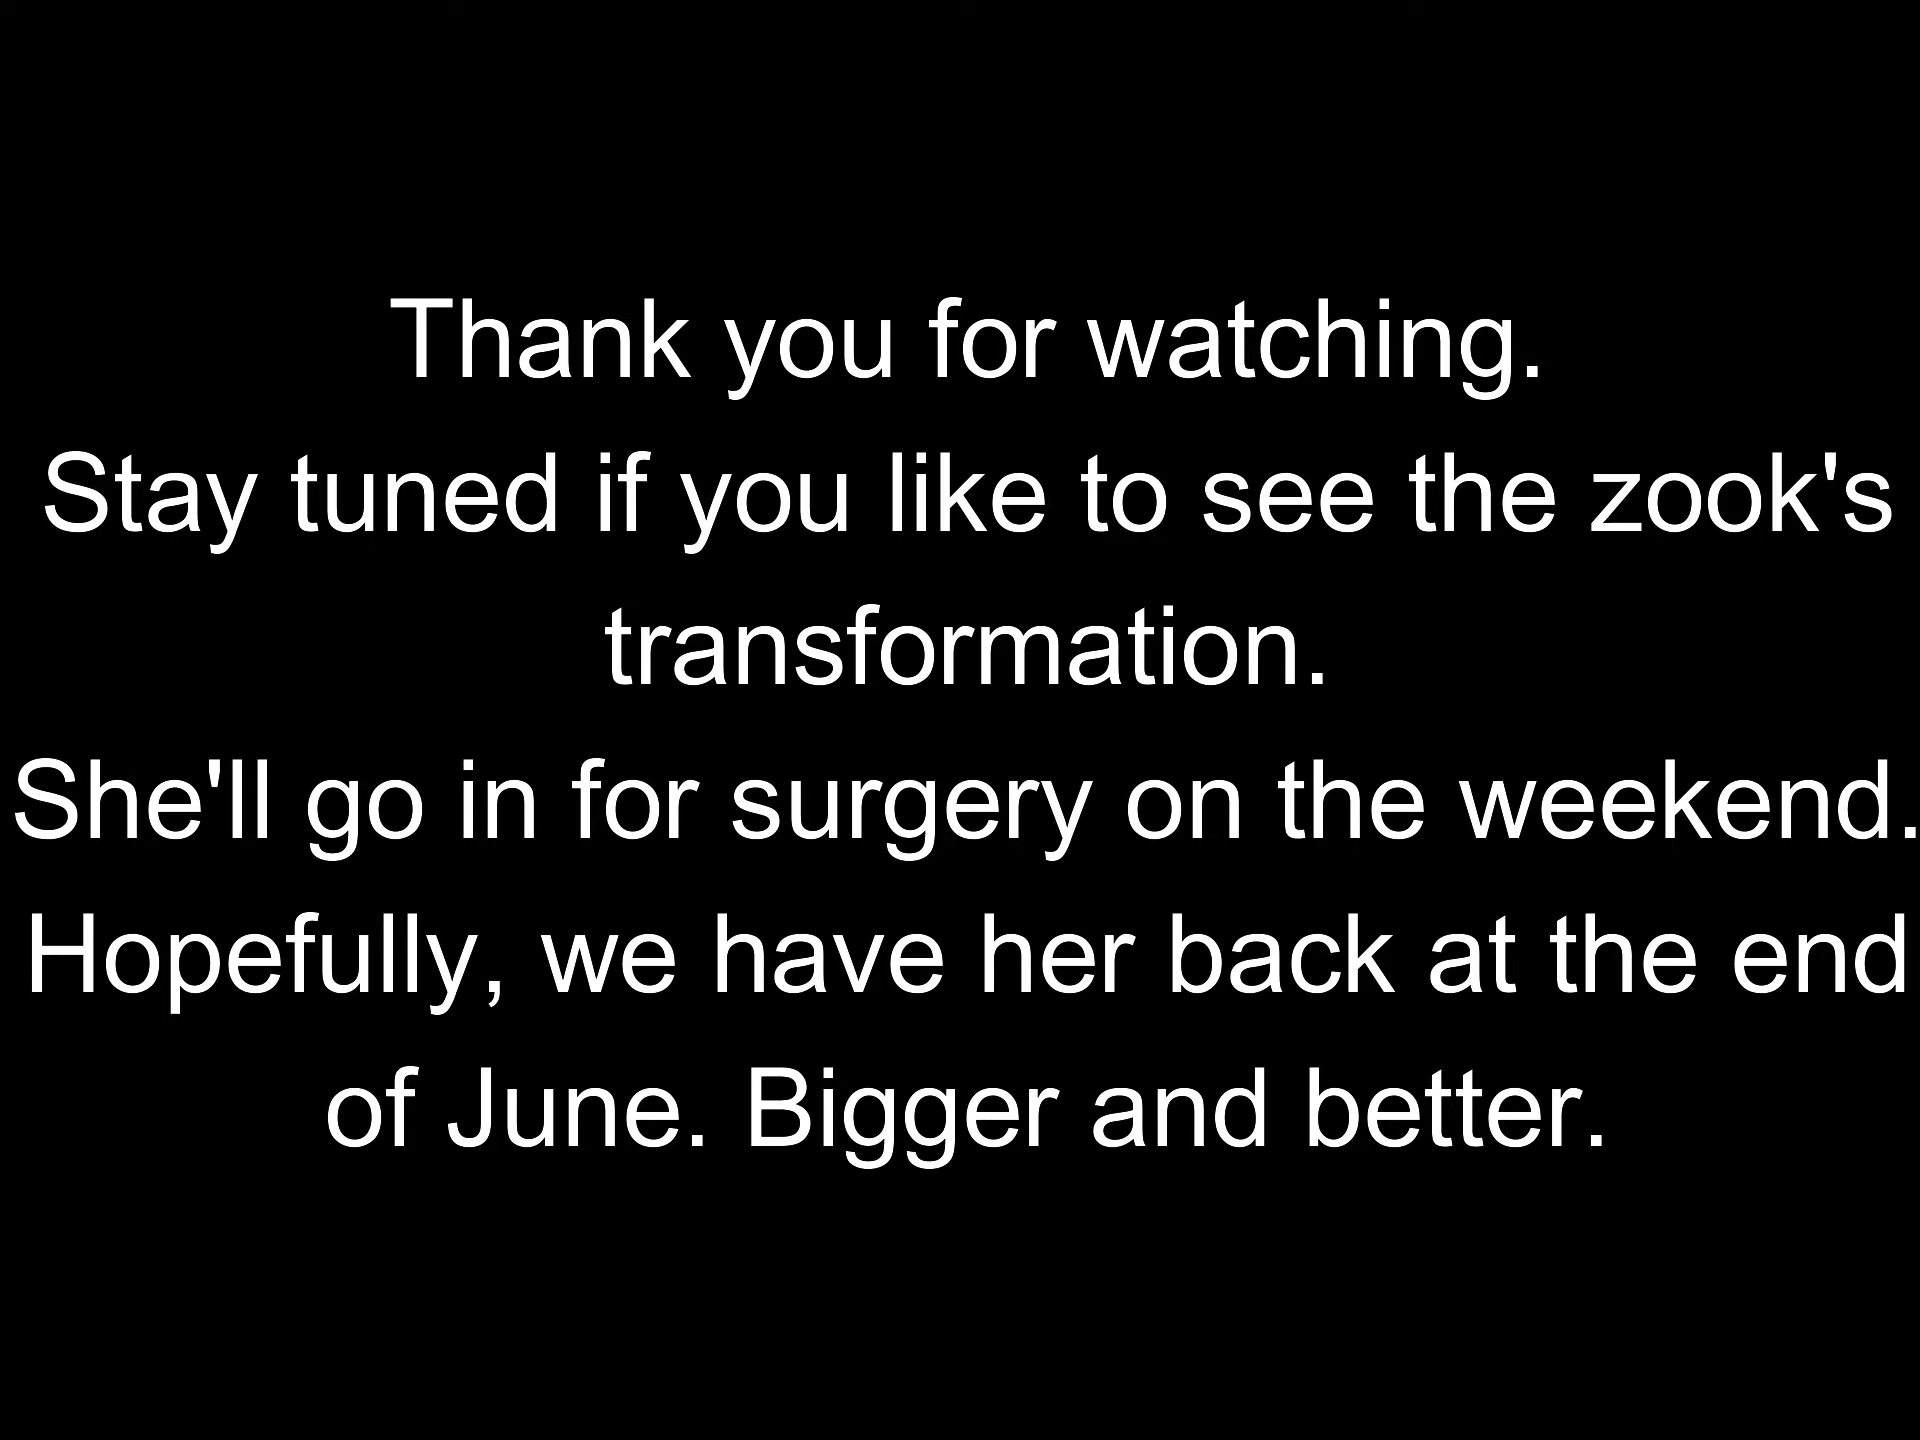 Thank you for watching.
Stay tuned if you like to see the zook's
transformation.
She'll go in for surgery on the weekend.
Hopefully, we have her back at the end
of June. Bigger and better.